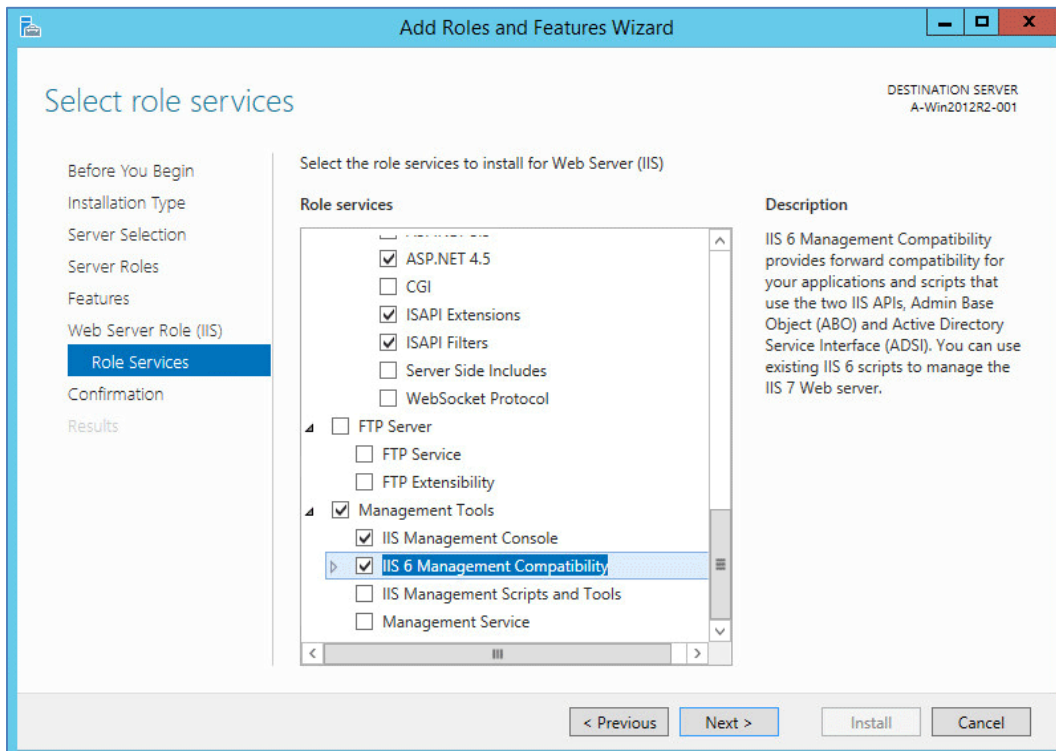 Add Roles and Features Wizard
Select role services
DESTINATION SERVER
A-Win2012R2-001
Before You Begin
Installation Type
Server Selection
Server Roles
Features
Web Server Role (IIS)
Role Services
Confirmation
Results
Select the role services to install for Web Server (IIS)
Role services
ASP.NET 4.5
CGI
ISAPI Extensions
ISAPI Filters
Server Side Includes
WebSocket Protocol
FTP Server
FTP Service
FTP Extensibility
Management Tools
IIS Management Console
IIS 6 Management Compatibility
IIS Management Scripts and Tools
Management Service
Description
IIS 6 Management Compatibility
provides forward compatibility for
your applications and scripts that
use the two IIS APIs, Admin Base
Object (ABO) and Active Directory
Service Interface (ADSI). You can use
existing IIS 6 scripts to manage the
IIS 7 Web server.
< Previous
Next >
Install
Cancel